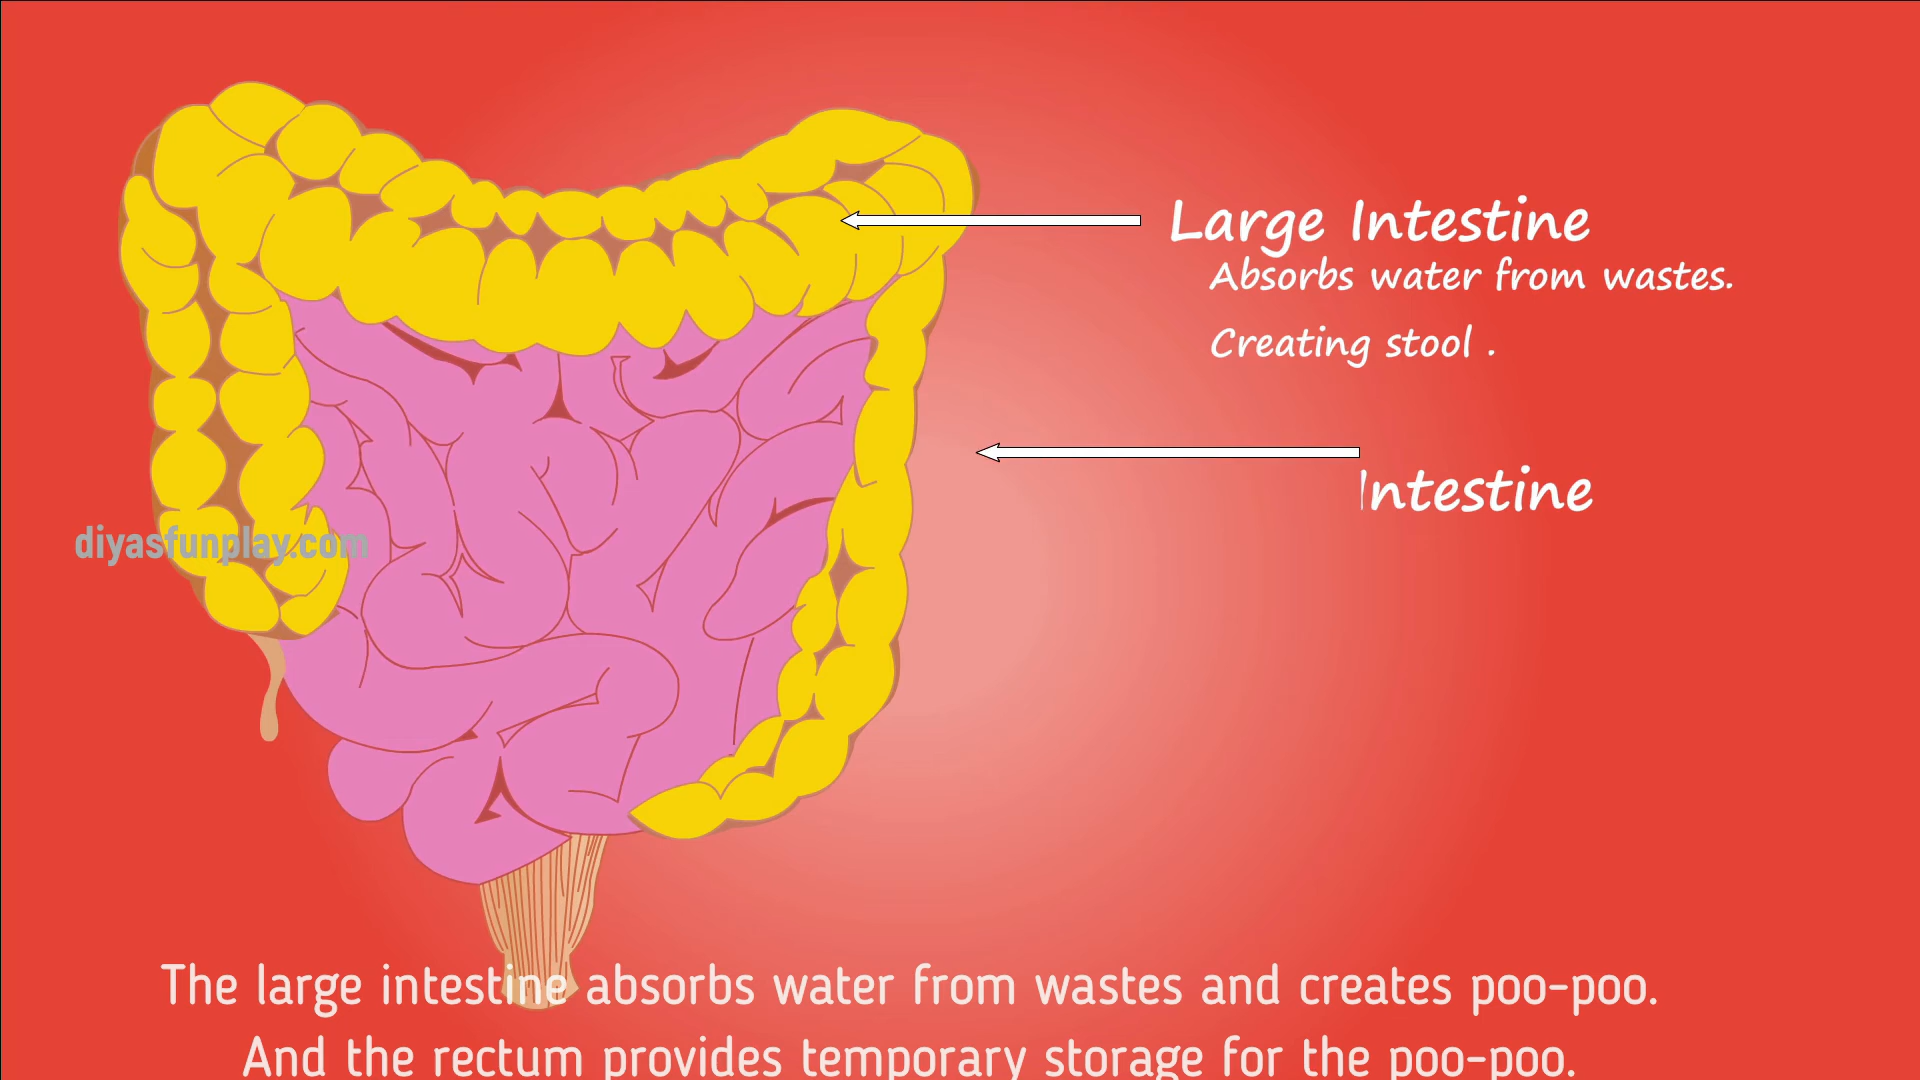 Large Intestine
Absorbs water from wastes.
Creating stool .
Intestine
diyasfunplay.com
The large intestine absorbs water from wastes and creates poo-poo.
And the rectum provides temporary storage for the poo-poo.